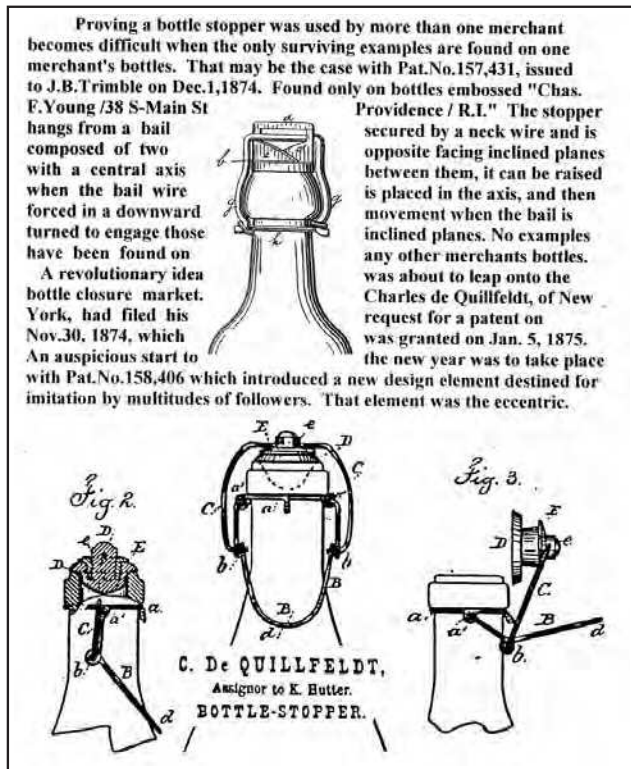 Proving a bottle stopper was used by more than one merchant
becomes difficult when the only surviving examples are found on one
merchant's bottles. That may be the case with Pat.No.157,431, issued
to J.B.Trimble on Dec.1,1874. Found only on bottles embossed "Chas.
F.Young /38 S-Main St Providence / R.I." The stopper
hangs from a bail secured by a neck wire and is
composed of two opposite facing inclined planes
with a central axis between them, it can be raised
when the bail wire is placed in the axis, and then
forced in a downward movement when the bail is
turned to engage those inclined planes. No examples
have been found on any other merchants bottles.
A revolutionary idea was about to leap onto the
bottle closure market. Charles de Quillfeldt, of New
York, had filed his request for a patent on
Nov.30, 1874, which was granted on Jan. 5, 1875.
An auspicious start to the new year was to take place
with Pat.No.158,406 which introduced a new design element destined for
imitation by multitudes of followers. That element was the eccentric.
a
b
g g
h
Fig. 2.
D
e E
D
a
C a'
b
B
d
E e D
C
C a' a
b b
B
B
d
Fig. 3.
E
D e
C
a a' B d
b
C. DE QUILLFELDT,
Assignor to K. Hutter.
BOTTLE-STOPPER.